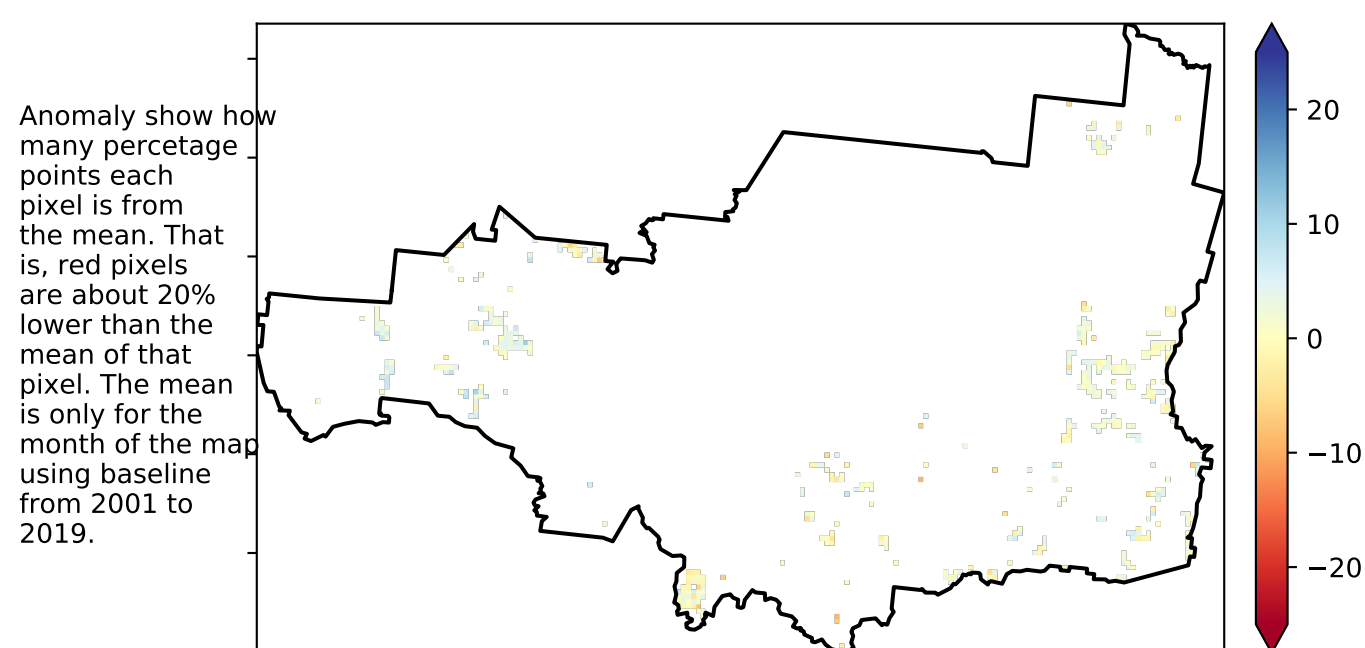 Anomaly show how
many percetage
points each
pixel is from
the mean. That
is, red pixels
are about 20%
lower than the
mean of that
pixel. The mean
is only for the
month of the map
using baseline
from 2001 to
2019.
20
10
0
−10
−20